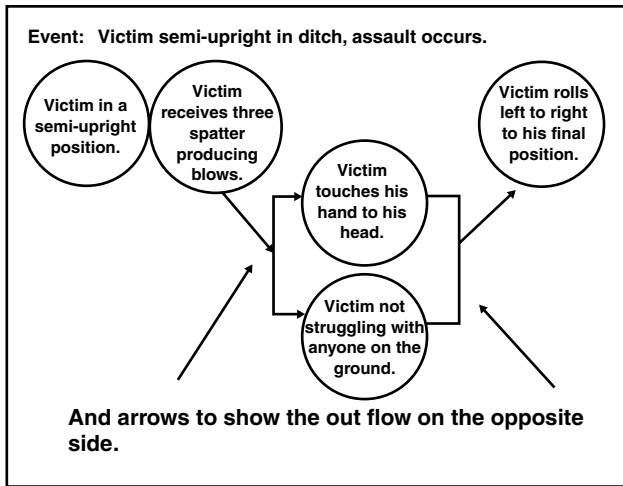 Event: Victim semi-upright in ditch, assault occurs.
Victim in a
semi-upright
position.
Victim
receives three
spatter
producing
blows.
Victim
touches his
hand to his
head.
Victim not
struggling with
anyone on the
ground.
Victim rolls
left to right
to his final
position.
And arrows to show the out flow on the opposite
side.